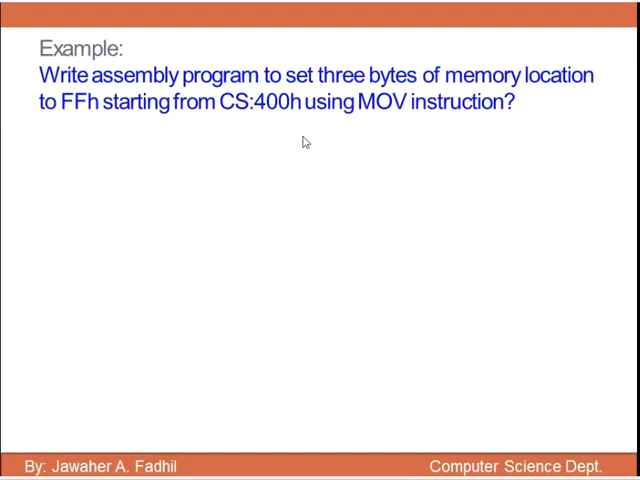 Example:
Write assembly program to set three bytes of memory location
to FFh starting from CS:400h using MOV instruction?
By: Jawaher A. Fadhil
Computer Science Dept.